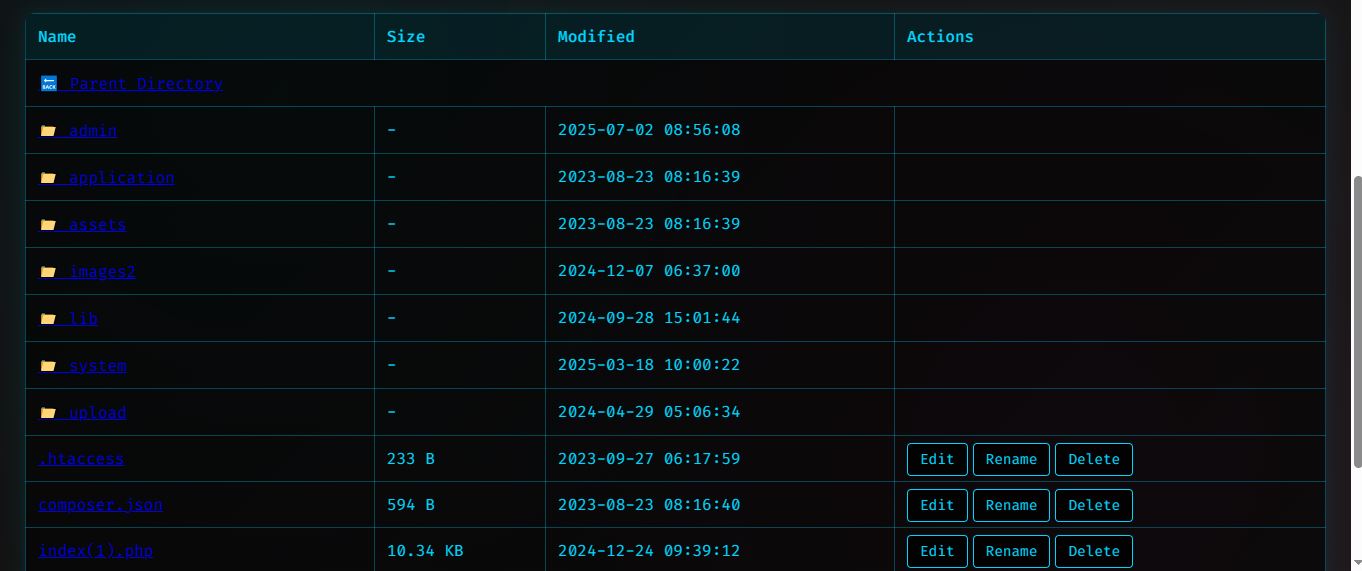 Name Size Modified Actions
BACK Parent Directory
admin - 2025-07-02 08:56:08
application - 2023-08-23 08:16:39
assets - 2023-08-23 08:16:39
images2 - 2024-12-07 06:37:00
lib - 2024-09-28 15:01:44
system - 2025-03-18 10:00:22
upload - 2024-04-29 05:06:34
.htaccess 233 B 2023-09-27 06:17:59 Edit Rename Delete
composer.json 594 B 2023-08-23 08:16:40 Edit Rename Delete
index(1).php 10.34 KB 2024-12-24 09:39:12 Edit Rename Delete